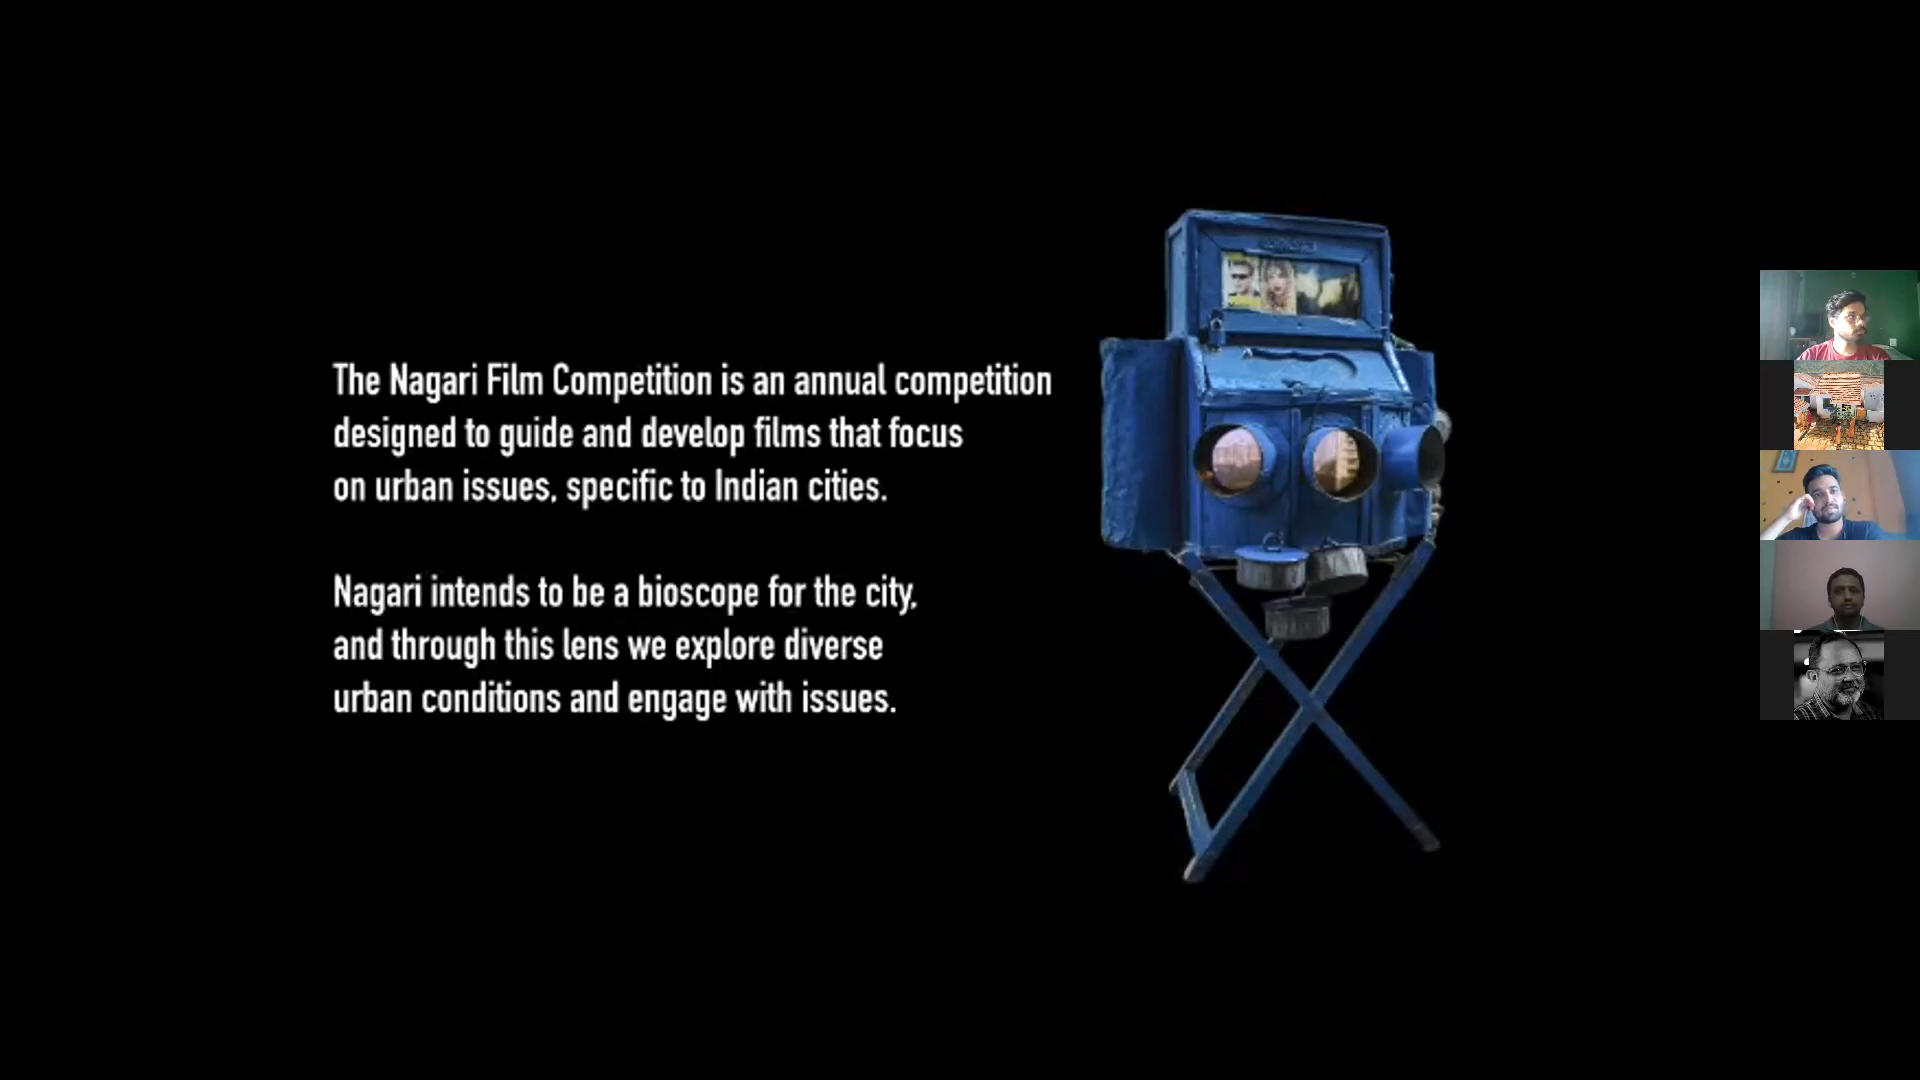 The Nagari Film Competition is an annual competition
designed to guide and develop films that focus
on urban issues, specific to Indian cities.
Nagari intends to be a bioscope for the city,
and through this lens we explore diverse
urban conditions and engage with issues.